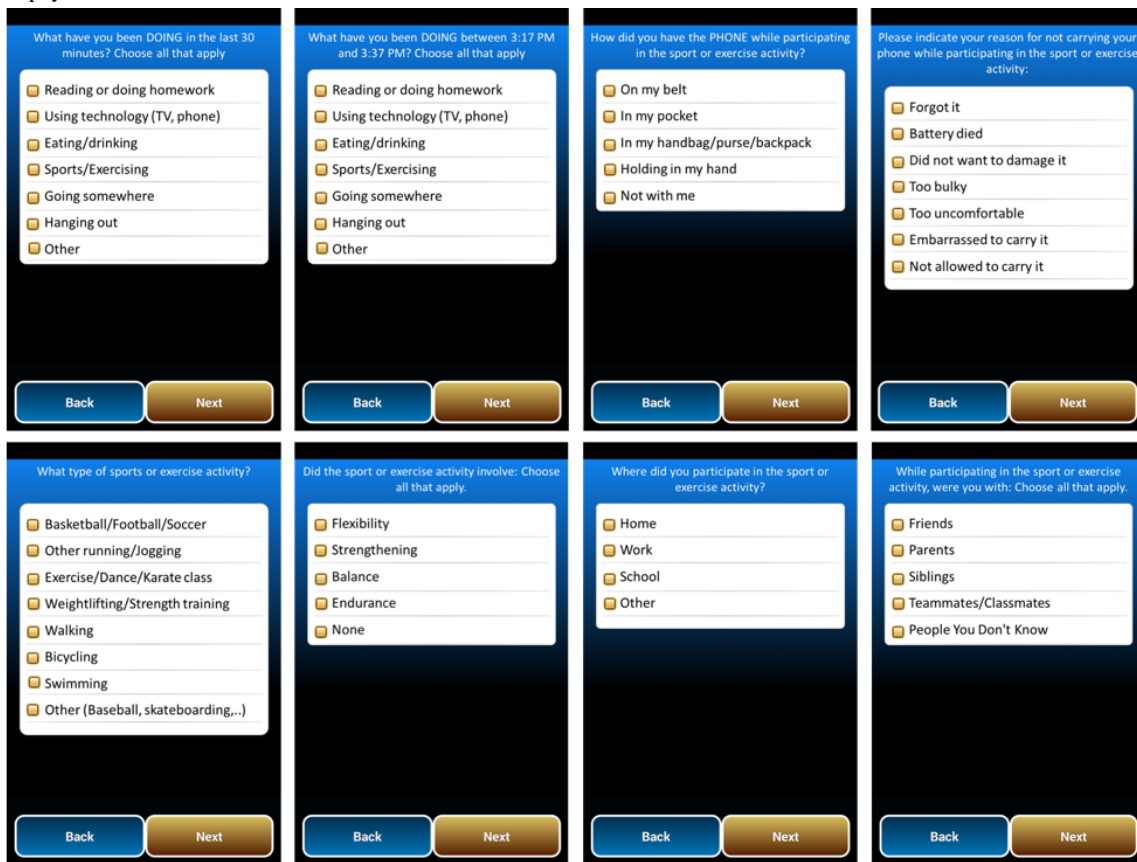 What have you been DOING in the last 30
minutes? Choose all that apply
Reading or doing homework
Using technology (TV, phone)
Eating/drinking
Sports/Exercising
Going somewhere
Hanging out
Other
Back
Next
What have you been DOING between 3:17 PM
and 3:37 PM? Choose all that apply
Reading or doing homework
Using technology (TV, phone)
Eating/drinking
Sports/Exercising
Going somewhere
Hanging out
Other
Back
Next
How did you have the PHONE while participating
in the sport or exercise activity?
On my belt
In my pocket
In my handbag/purse/backpack
Holding in my hand
Not with me
Back
Next
Please indicate your reason for not carrying your
phone while participating in the sport or exercise
activity:
Forgot it
Battery died
Did not want to damage it
Too bulky
Too uncomfortable
Embarrassed to carry it
Not allowed to carry it
Back
Next
What type of sports or exercise activity?
Basketball/Football/Soccer
Other running/Jogging
Exercise/Dance/Karate class
Weightlifting/Strength training
Walking
Bicycling
Swimming
Other (Baseball, skateboarding,..)
Back
Next
Did the sport or exercise activity involve: Choose
all that apply.
Flexibility
Strengthening
Balance
Endurance
None
Back
Next
Where did you participate in the sport or
exercise activity?
Home
Work
School
Other
Back
Next
While participating in the sport or exercise
activity, were you with: Choose all that apply.
Friends
Parents
Siblings
Teammates/Classmates
People You Don't Know
Back
Next